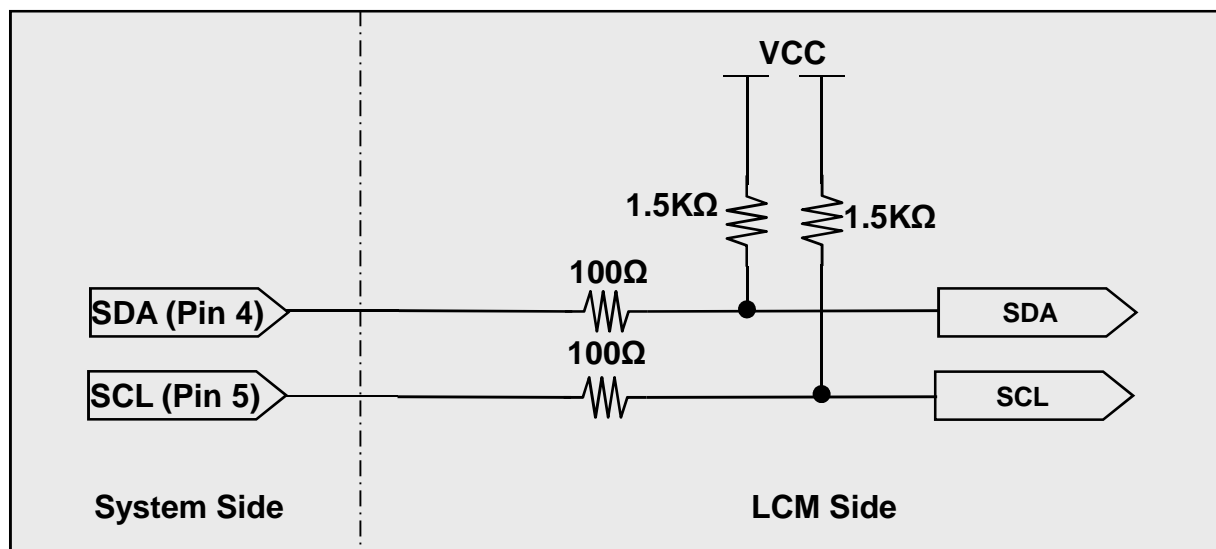 VCC
1.5KΩ
1.5KΩ
100Ω
SDA (Pin 4)
SDA
100Ω
SCL (Pin 5)
SCL
System Side
LCM Side